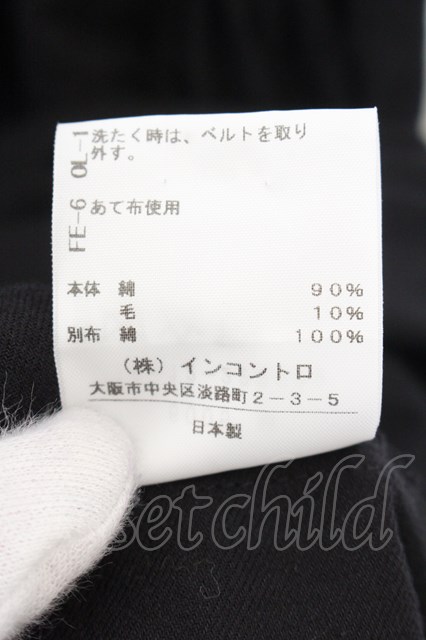 OL-1 洗たく時は、ベルトを取り
外す。
FE-6 あて布使用
本体 綿 90%
毛 10%
別布 綿 100%
(株) インコントロ
大阪市中央区淡路町2-3-5
日本製
setchild